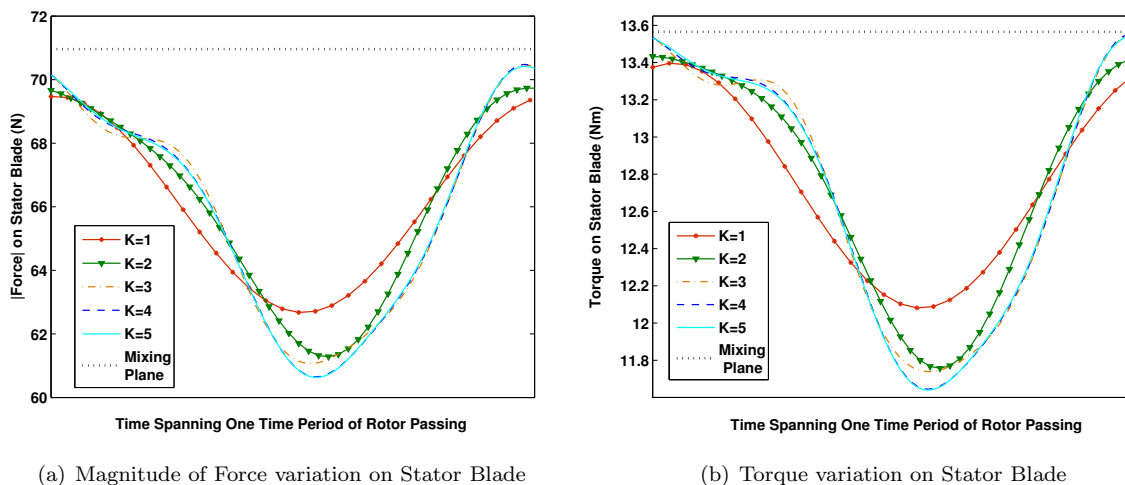 72
70
68
66
64
62
60
|Force| on Stator Blade (N)
K=1
K=2
K=3
K=4
K=5
Mixing
Plane
Time Spanning One Time Period of Rotor Passing
(a) Magnitude of Force variation on Stator Blade
13.6
13.4
13.2
13
12.8
12.6
12.4
12.2
12
11.8
Torque on Stator Blade (Nm)
K=1
K=2
K=3
K=4
K=5
Mixing
Plane
Time Spanning One Time Period of Rotor Passing
(b) Torque variation on Stator Blade